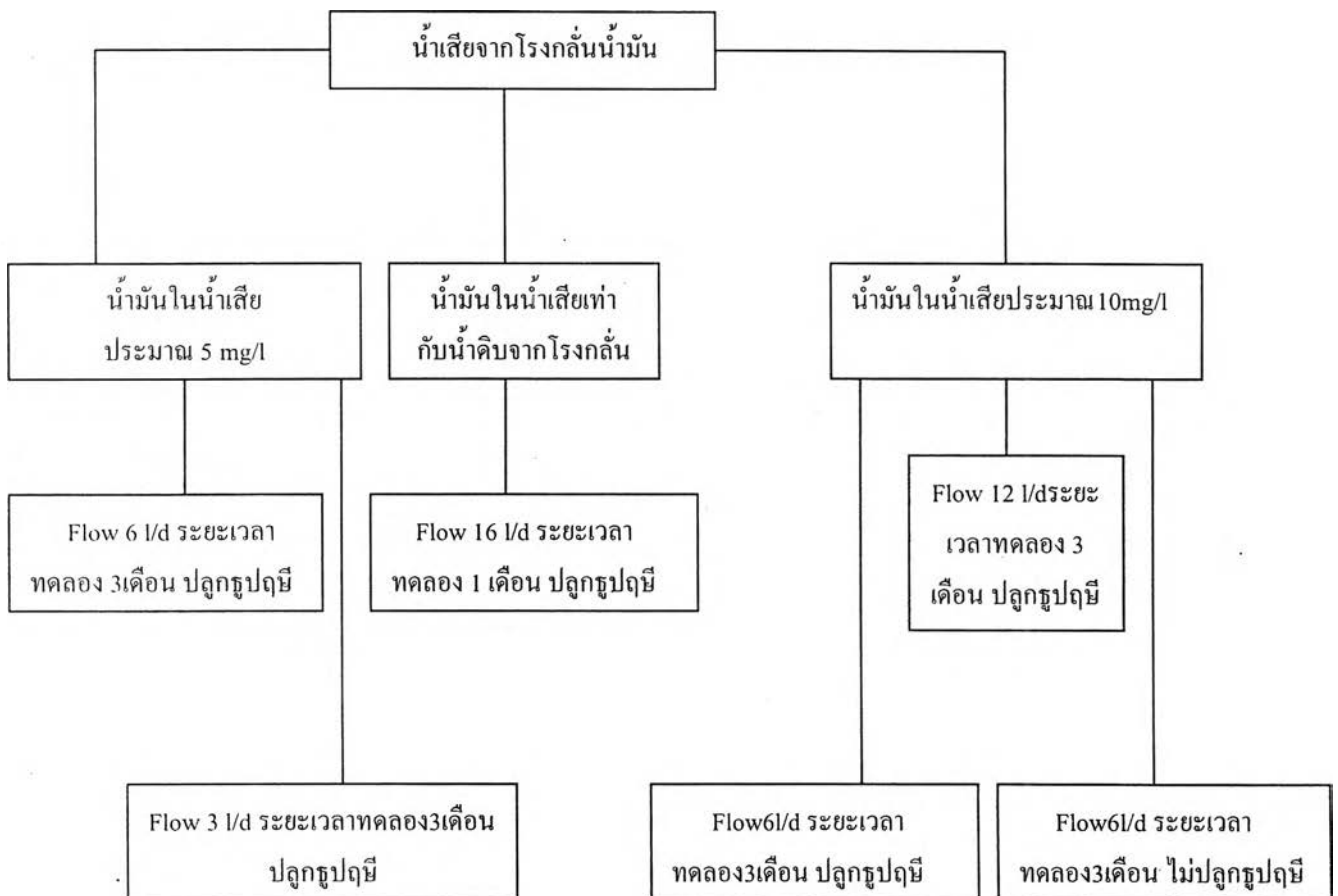 น้ำเสียจากโรงกลั่นน้ำมัน
น้ำมันในน้ำเสีย
ประมาณ 5 mg/l
น้ำมันในน้ำเสียเท่า
กับน้ำดิบจากโรงกลั่น
น้ำมันในน้ำเสียประมาณ10mg/l
Flow 6 l/d ระยะเวลา
ทดลอง 3เดือน ปลูกธูปฤษี
Flow 16 l/d ระยะเวลา
ทดลอง 1 เดือน ปลูกธูปฤษี
Flow 12 l/dระยะ
เวลาทดลอง 3
เดือน ปลูกธูปฤษี
Flow 3 l/d ระยะเวลาทดลอง3เดือน
ปลูกธูปฤษี
Flow6l/d ระยะเวลา
ทดลอง3เดือน ปลูกธูปฤษี
Flow6l/d ระยะเวลา
ทดลอง3เดือน ไม่ปลูกธูปฤษี